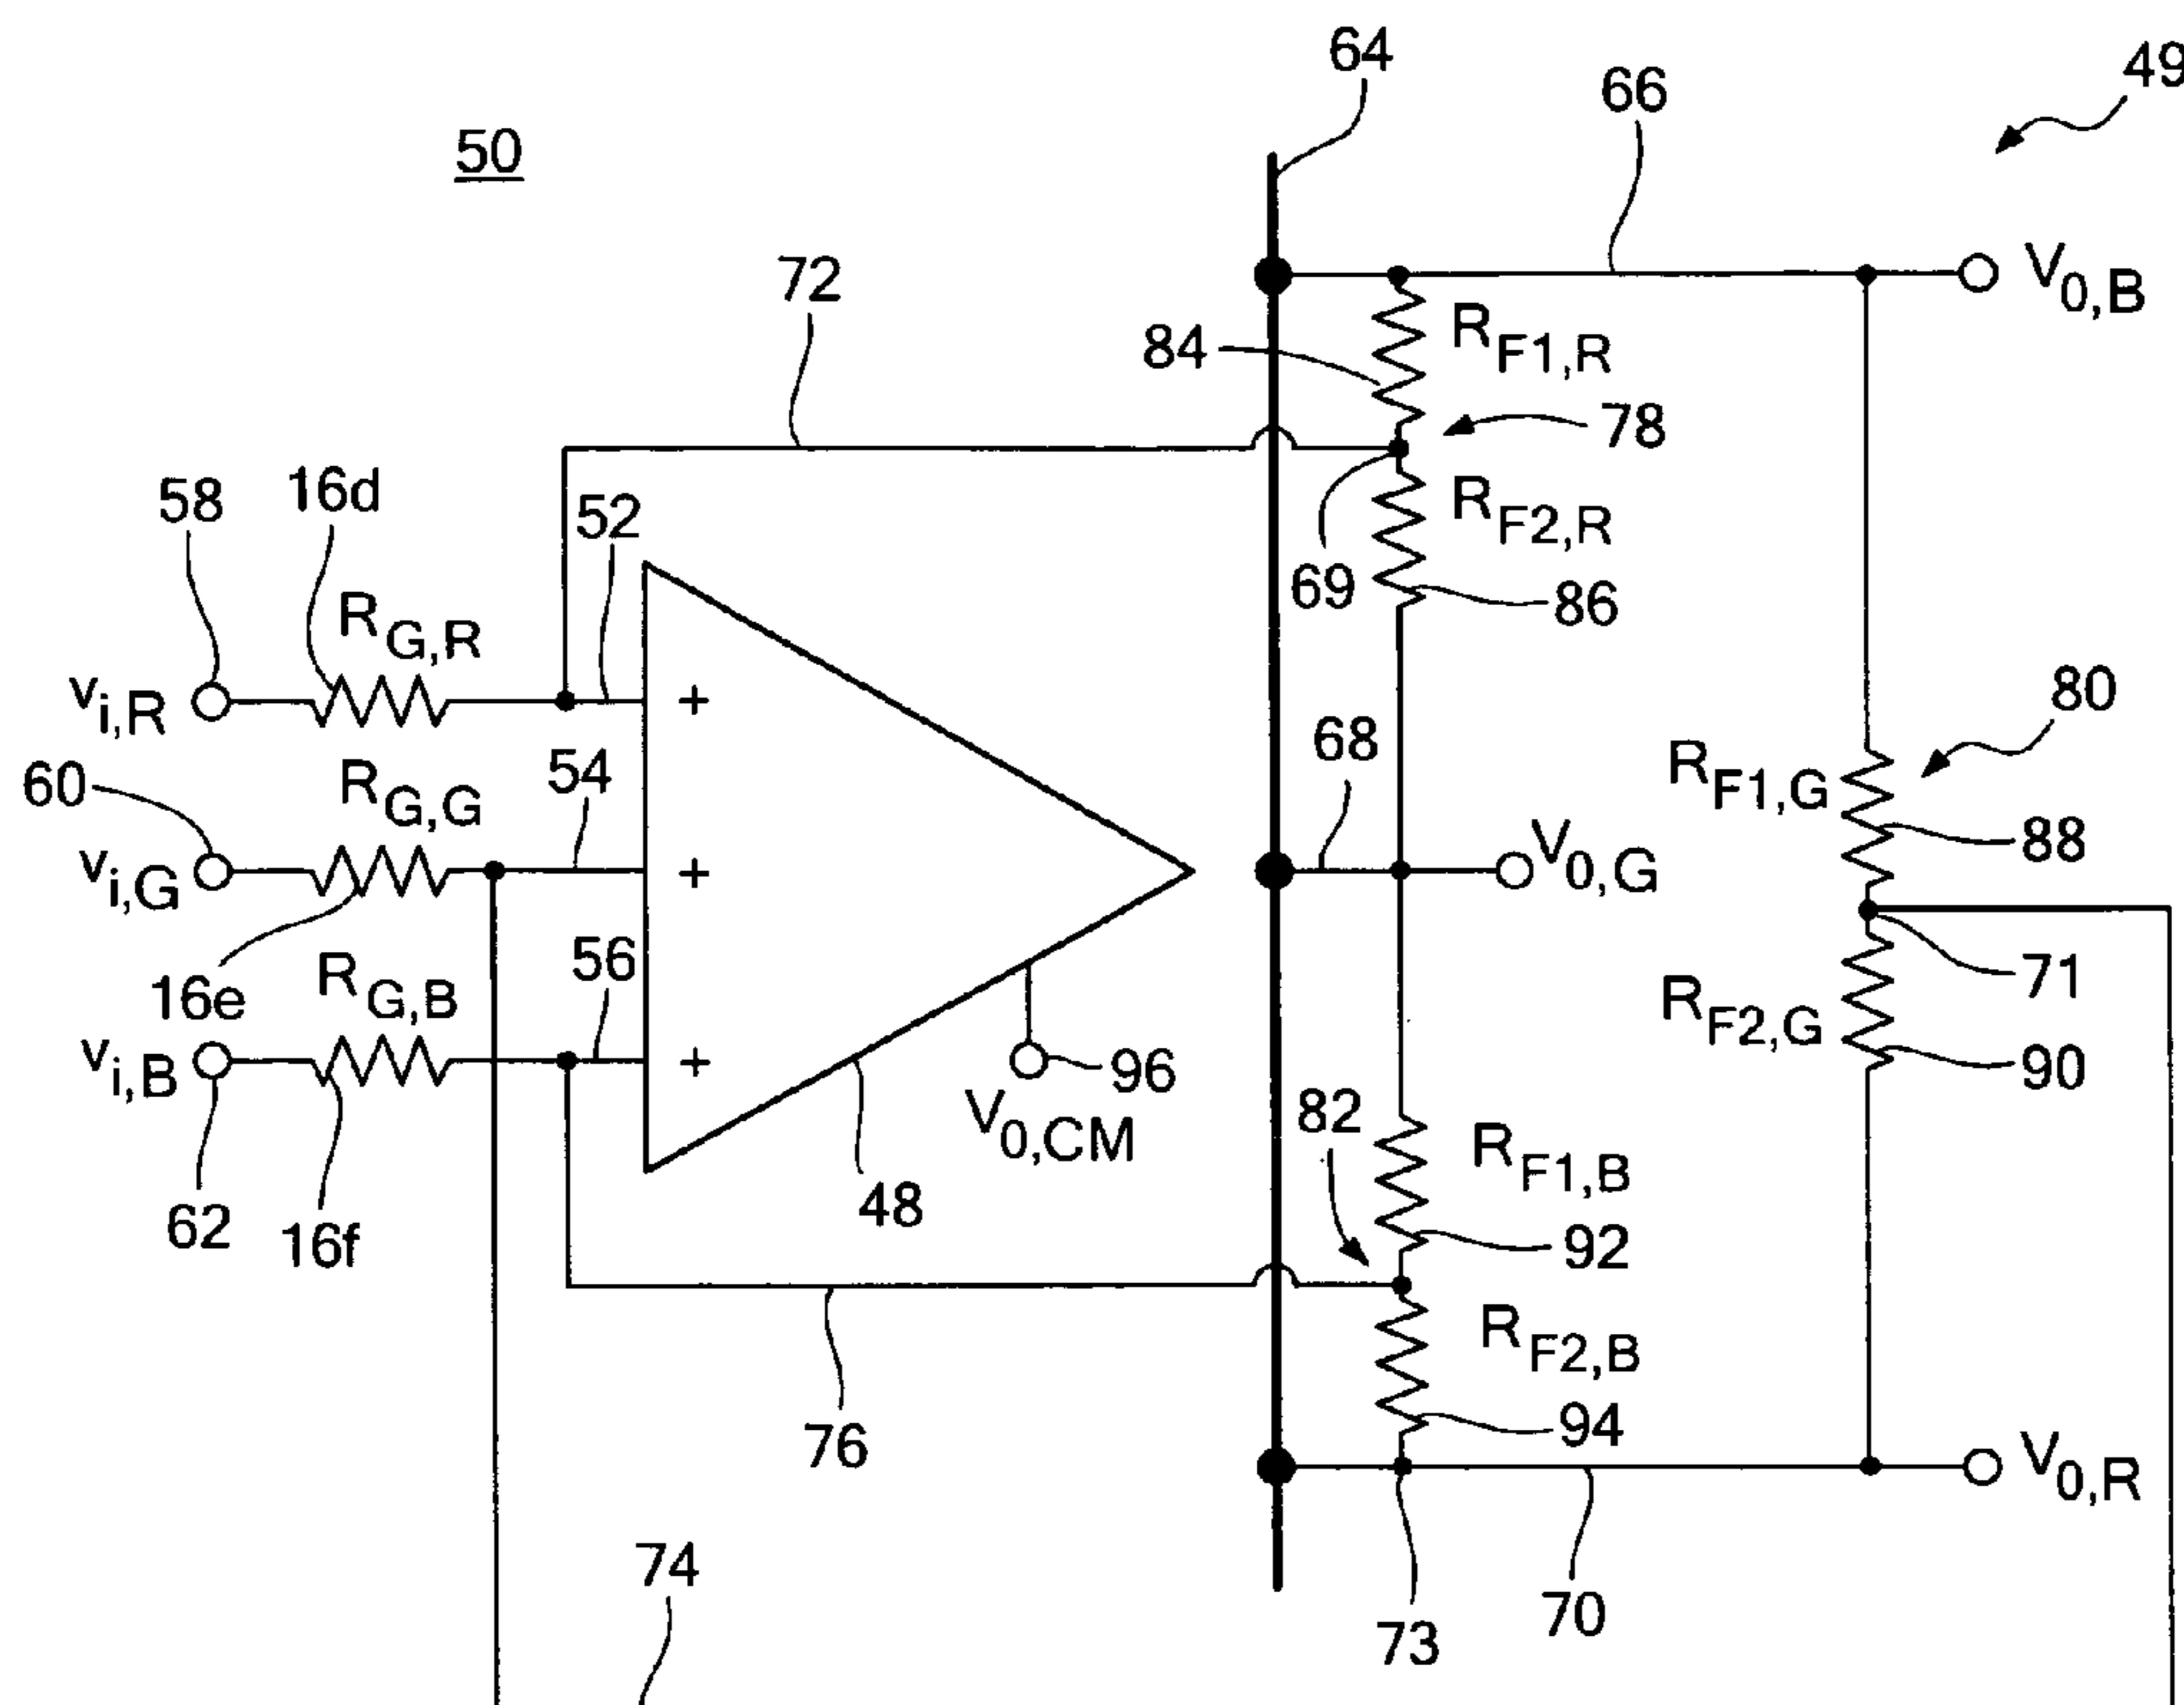 64
49
66
50
V0,B
72
84
RF1,R
78
58
16d
52
RF2,R
69
86
RG,R
vi,R
+
80
68
54
60
RG,G
RF1,G
V0,G
88
vi,G
+
56
71
16e
RG,B
RF2,G
vi,B
+
96
90
V0,CM
82
RF1,B
48
62
16f
92
RF2,B
76
94
V0,R
74
70
73